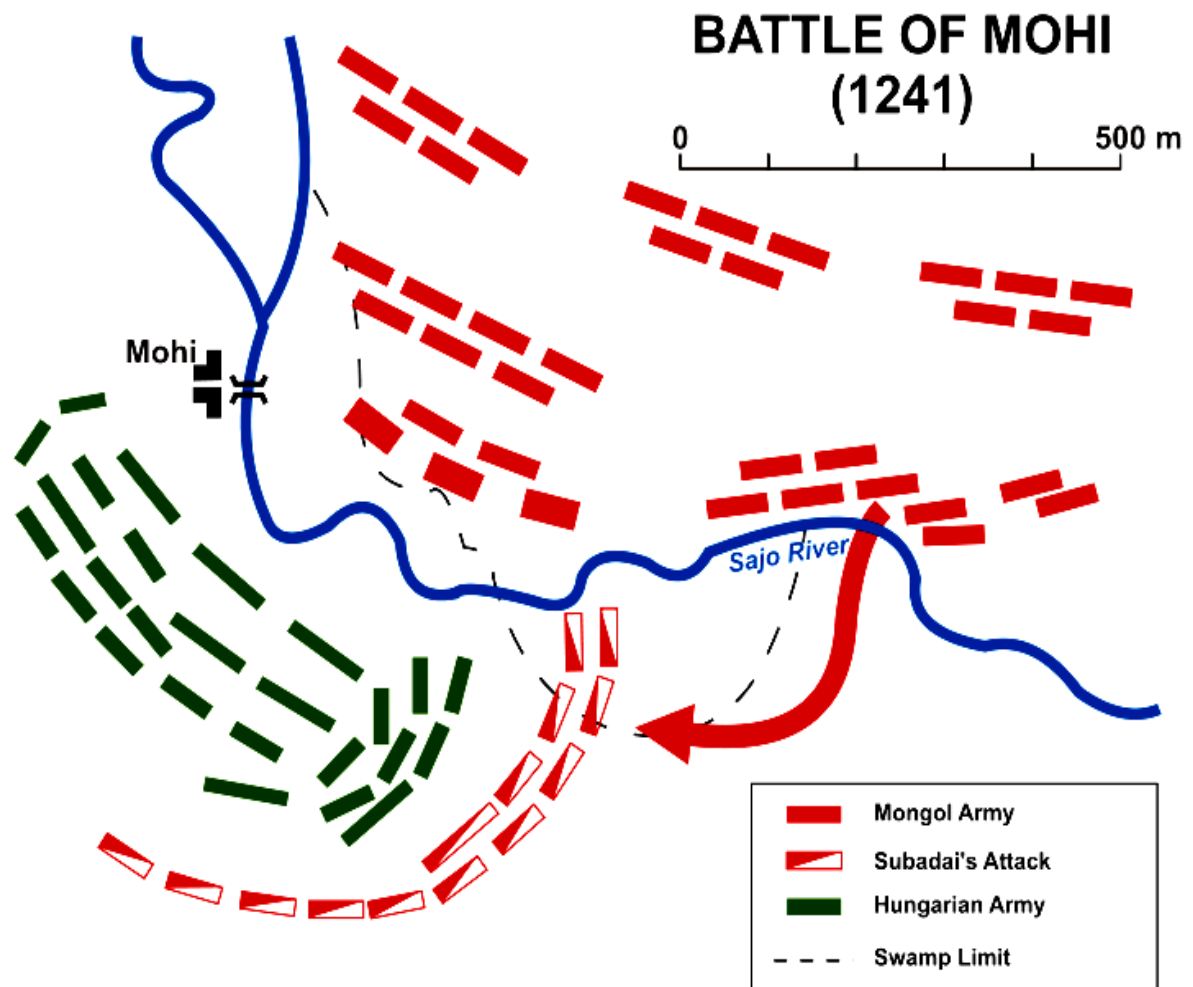 BATTLE OF MOHI
(1241)
0 500 m
Mohi
Sajo River
Mongol Army
Subadai's Attack
Hungarian Army
Swamp Limit